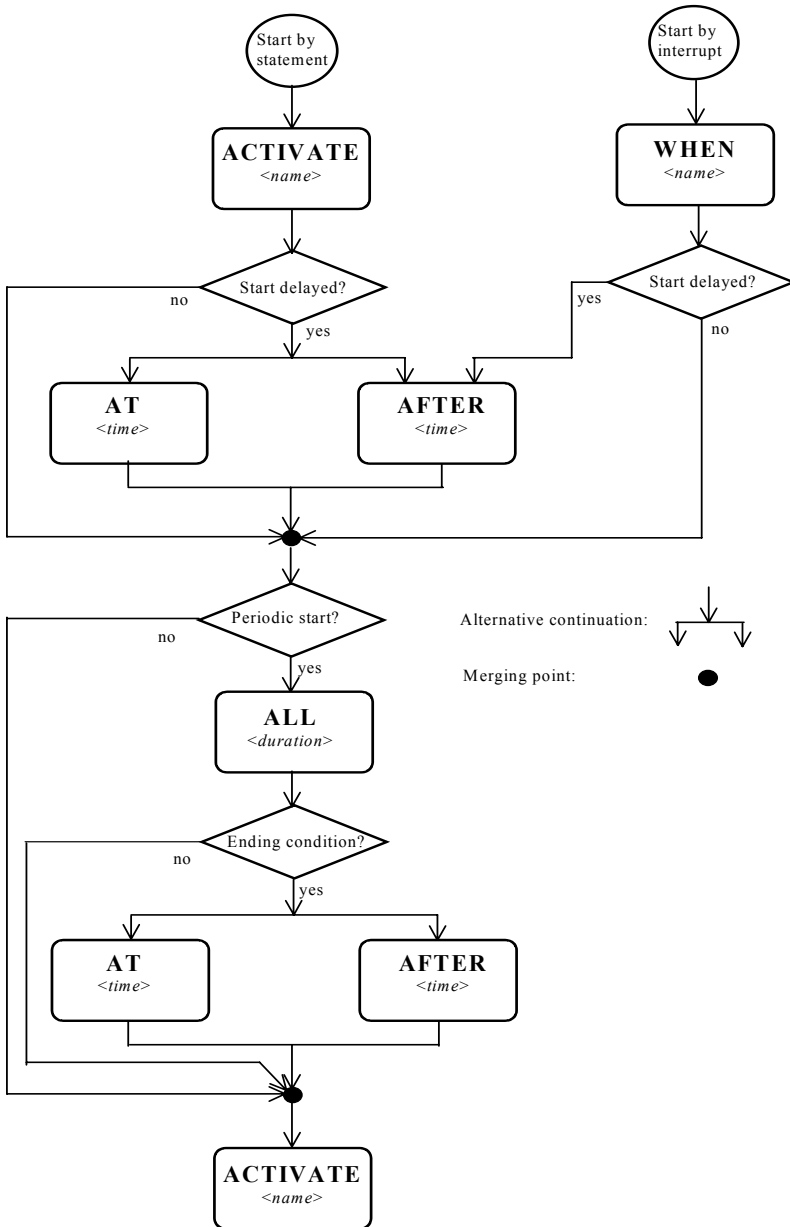 Start by
statement
Start by
interrupt
ACTIVATE
<name>
WHEN
<name>
Start delayed?
no
yes
Start delayed?
yes
no
AT
<time>
AFTER
<time>
Periodic start?
no
yes
Alternative continuation:
Merging point:
ALL
<duration>
Ending condition?
no
yes
AT
<time>
AFTER
<time>
ACTIVATE
<name>